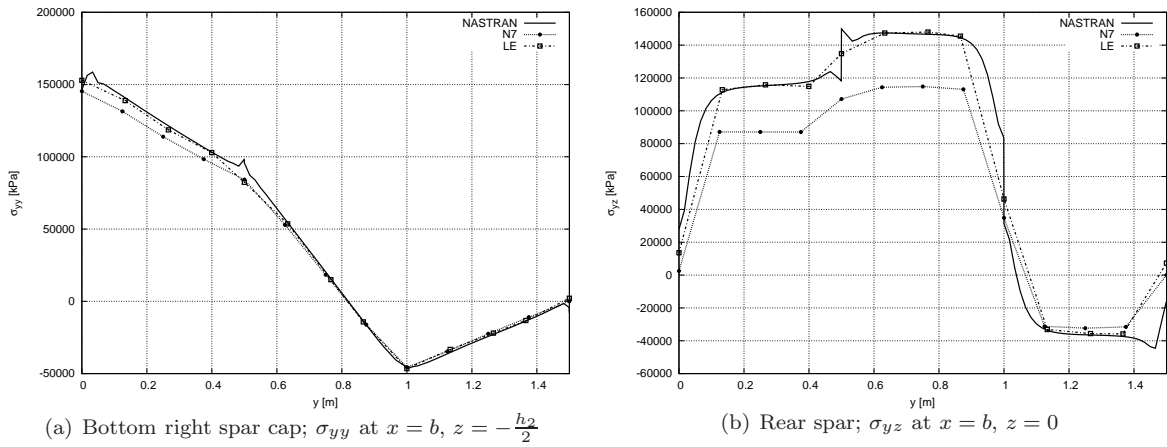 200000
150000
100000
50000
0
-50000
σyy [kPa]
0 0.2 0.4 0.6 0.8 1 1.2 1.4
y [m]
NASTRAN
N7
LE
(a) Bottom right spar cap; σyy at x = b, z = −h2/2
160000
140000
120000
100000
80000
60000
40000
20000
0
-20000
-40000
-60000
σyz [kPa]
0 0.2 0.4 0.6 0.8 1 1.2 1.4
y [m]
NASTRAN
N7
LE
(b) Rear spar; σyz at x = b, z = 0